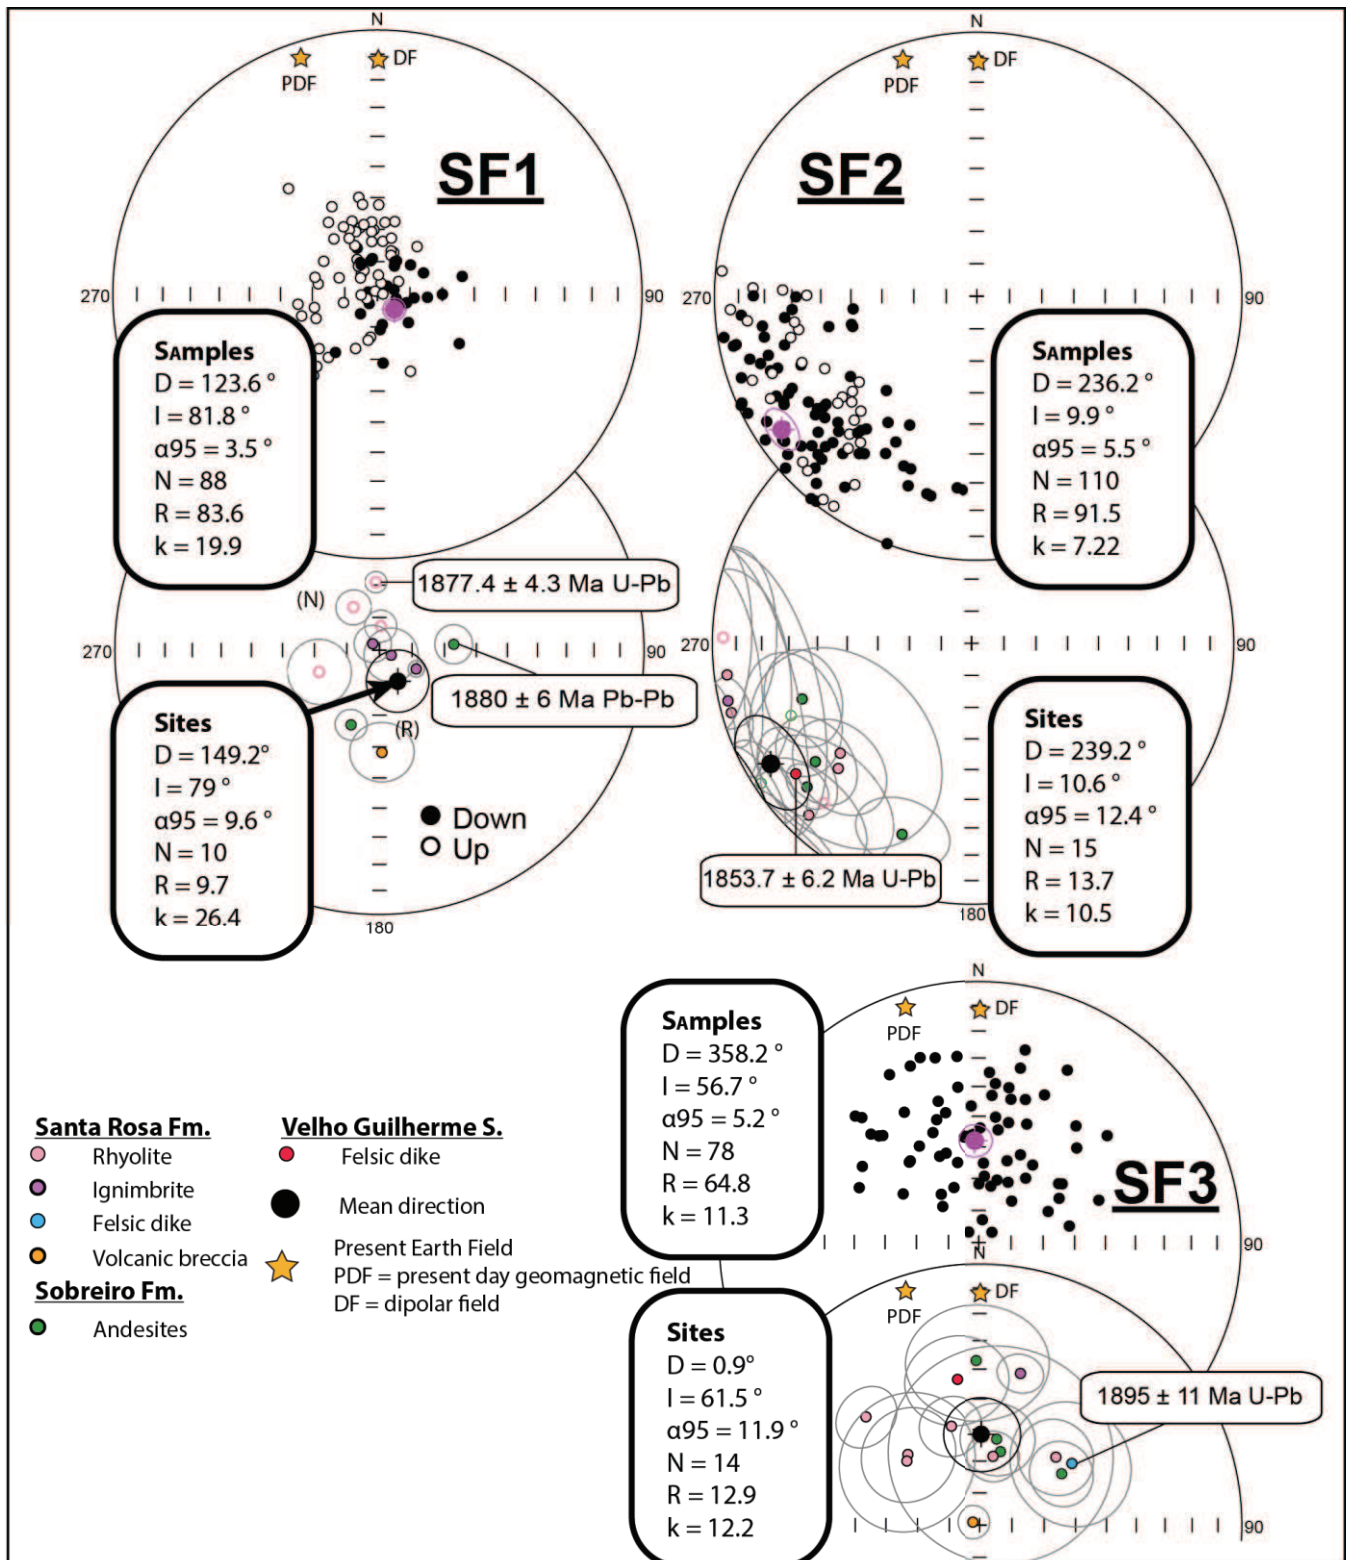 N
PDF
DF
SF1
270
90
SAmples
D = 123.6 °
I = 81.8 °
α95 = 3.5 °
N = 88
R = 83.6
k = 19.9
N
PDF
DF
SF2
270
90
SAmples
D = 236.2 °
I = 9.9 °
α95 = 5.5 °
N = 110
R = 91.5
k = 7.22
1877.4 ± 4.3 Ma U-Pb
(N)
270
90
1880 ± 6 Ma Pb-Pb
(R)
Sites
D = 149.2°
I = 79 °
α95 = 9.6 °
N = 10
R = 9.7
k = 26.4
Down
Up
180
270
90
1853.7 ± 6.2 Ma U-Pb
180
Sites
D = 239.2°
I = 10.6°
α95 = 12.4 °
N = 15
R = 13.7
k = 10.5
N
PDF
DF
SF3
90
SAmples
D = 358.2 °
I = 56.7 °
α95 = 5.2 °
N = 78
R = 64.8
k = 11.3
N
PDF
DF
1895 ± 11 Ma U-Pb
90
Sites
D = 0.9°
I = 61.5 °
α95 = 11.9 °
N = 14
R = 12.9
k = 12.2
Santa Rosa Fm.
Rhyolite
Ignimbrite
Felsic dike
Volcanic breccia
Sobreiro Fm.
Andesites
Velho Guilherme S.
Felsic dike
Mean direction
Present Earth Field
PDF = present day geomagnetic field
DF = dipolar field